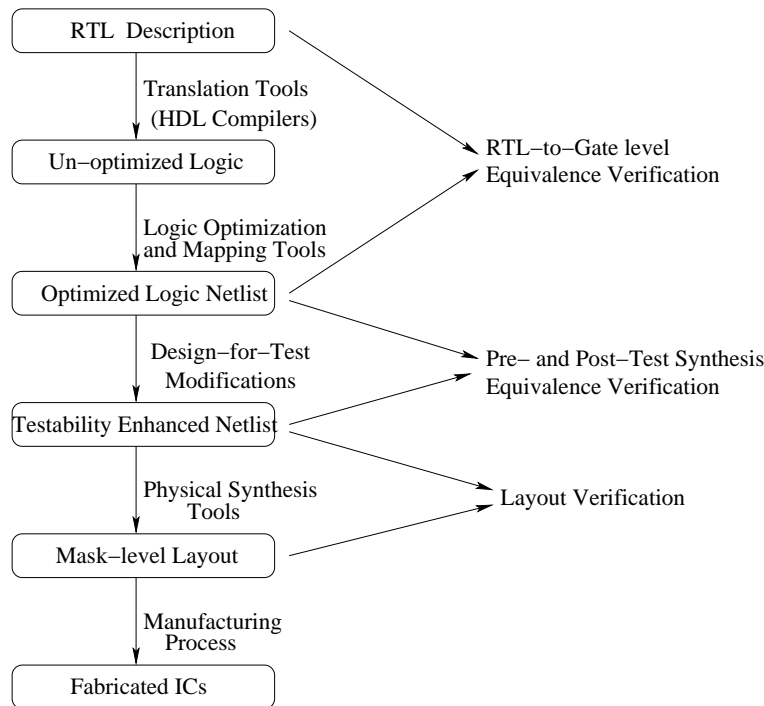 RTL Description
Translation Tools
(HDL Compilers)
Un-optimized Logic
RTL-to-Gate level
Equivalence Verification
Logic Optimization
and Mapping Tools
Optimized Logic Netlist
Design-for-Test
Modifications
Pre- and Post-Test Synthesis
Equivalence Verification
Testability Enhanced Netlist
Physical Synthesis
Tools
Layout Verification
Mask-level Layout
Manufacturing
Process
Fabricated ICs